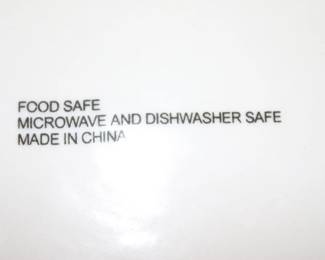 FOOD SAFE
MICROWAVE AND DISHWASHER SAFE
MADE IN CHINA